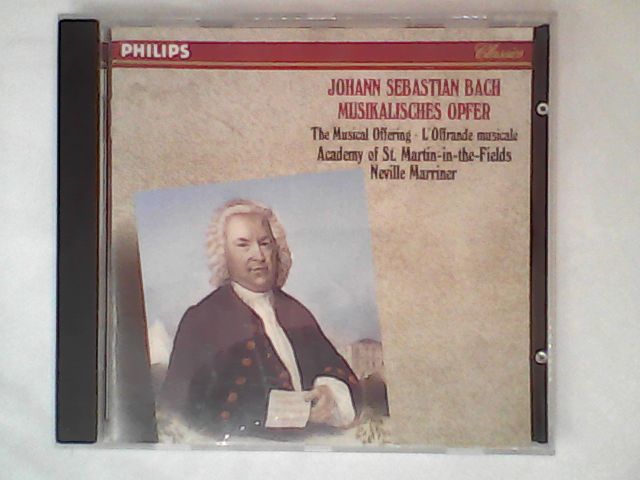 PHILIPS
Classics
JOHANN SEBASTIAN BACH
MUSIKALISCHES OPFER
The Musical Offering · L'Offrande musicale
Academy of St. Martin-in-the-Fields
Neville Marriner